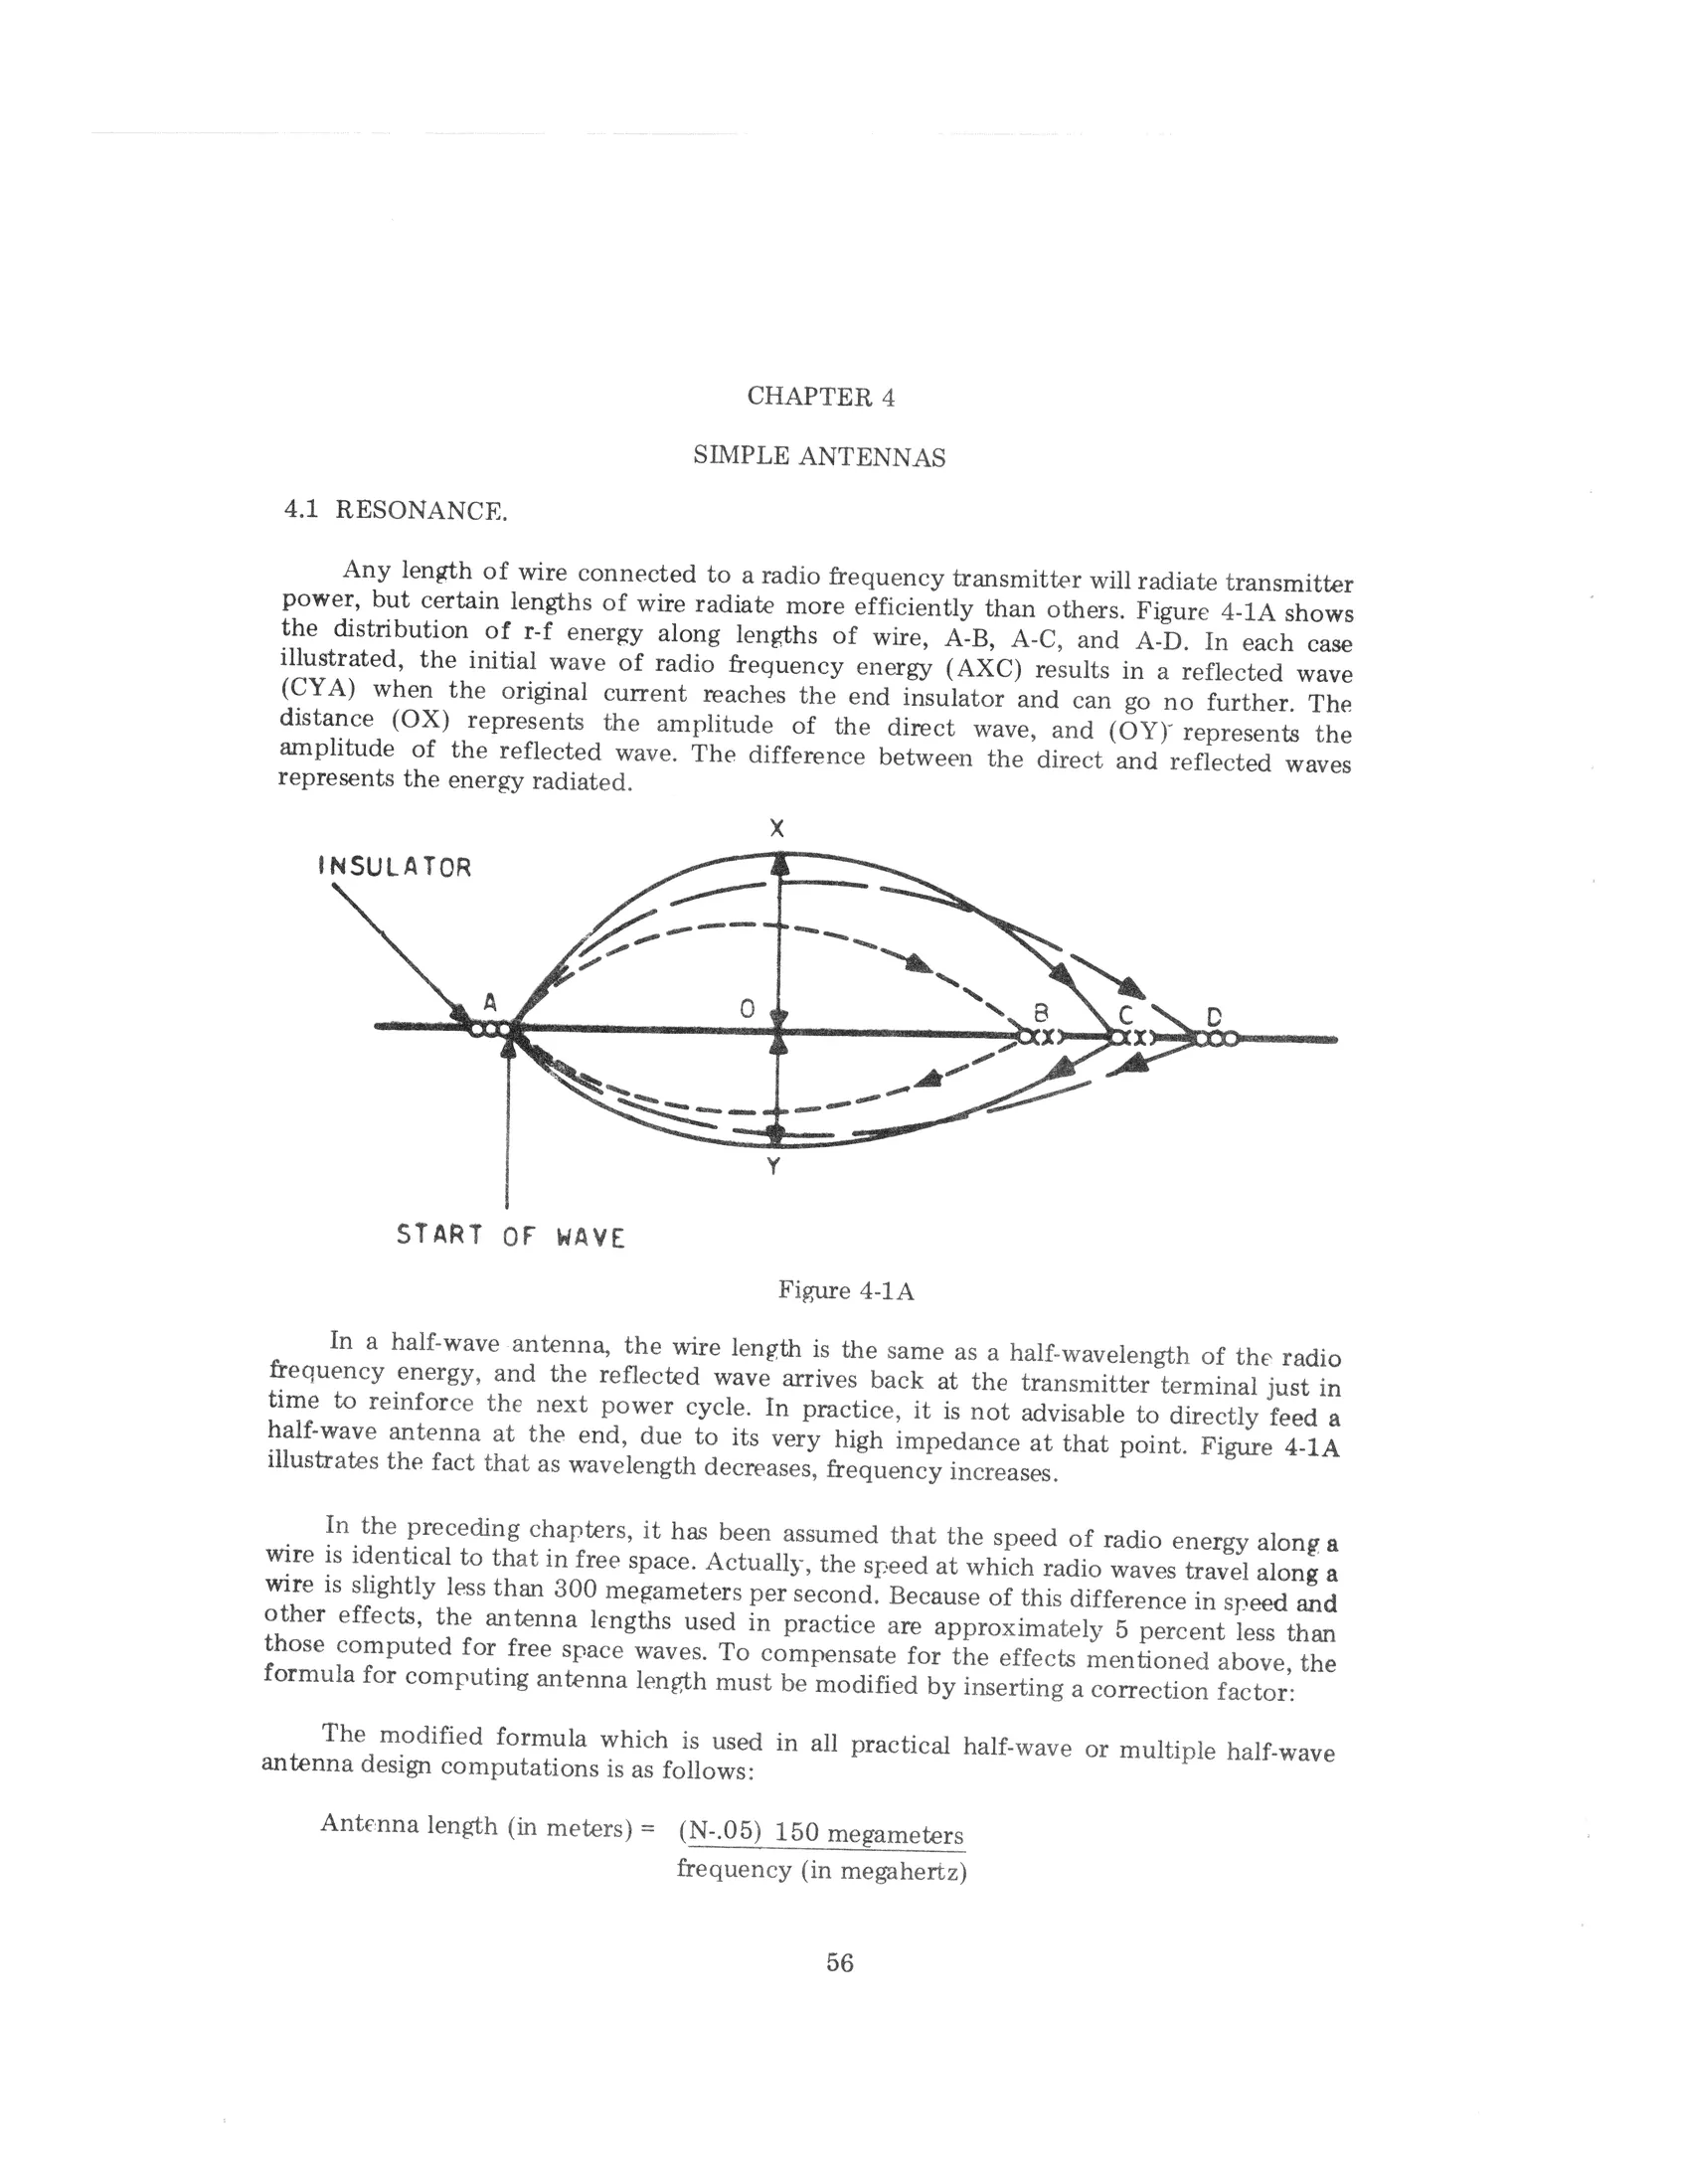 CHAPTER 4
SIMPLE ANTENNAS
4.1 RESONANCE.
Any length of wire connected to a radio frequency transmitter will radiate transmitter
power, but certain lengths of wire radiate more efficiently than others. Figure 4-1A shows
the distribution of r-f energy along lengths of wire, A-B, A-C, and A-D. In each case
illustrated, the initial wave of radio frequency energy (AXC) results in a reflected wave
(CYA) when the original current reaches the end insulator and can go no further. The
distance (OX) represents the amplitude of the direct wave, and (OY) represents the
amplitude of the reflected wave. The difference between the direct and reflected waves
represents the energy radiated.
X
INSULATOR
A
O
B
C
D
Y
START OF WAVE
Figure 4-1A
In a half-wave antenna, the wire length is the same as a half-wavelength of the radio
frequency energy, and the reflected wave arrives back at the transmitter terminal just in
time to reinforce the next power cycle. In practice, it is not advisable to directly feed a
half-wave antenna at the end, due to its very high impedance at that point. Figure 4-1A
illustrates the fact that as wavelength decreases, frequency increases.
In the preceding chapters, it has been assumed that the speed of radio energy along a
wire is identical to that in free space. Actually, the speed at which radio waves travel along a
wire is slightly less than 300 megameters per second. Because of this difference in speed and
other effects, the antenna lengths used in practice are approximately 5 percent less than
those computed for free space waves. To compensate for the effects mentioned above, the
formula for computing antenna length must be modified by inserting a correction factor:
The modified formula which is used in all practical half-wave or multiple half-wave
antenna design computations is as follows:
Antenna length (in meters) = (N-.05) 150 megameters
frequency (in megahertz)
56